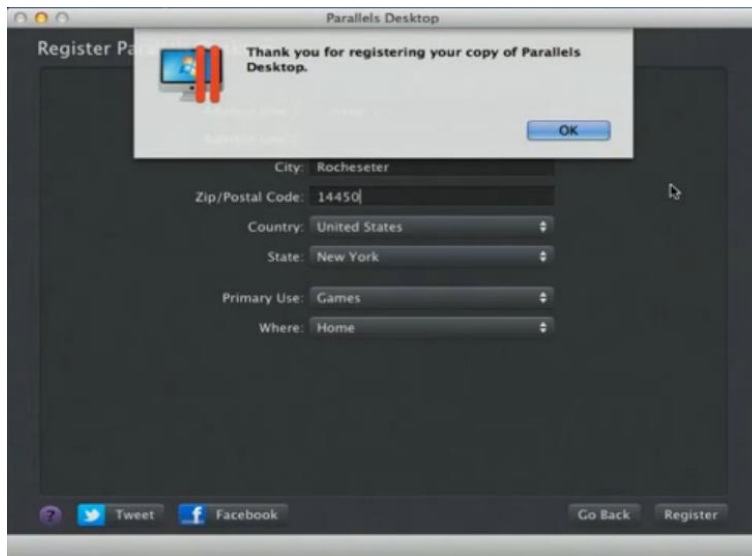 Parallels Desktop
Register Pa
Thank you for registering your copy of Parallels
Desktop.
OK
City: Rocheseter
Zip/Postal Code: 14450
Country: United States
State: New York
Primary Use: Games
Where: Home
? Tweet f Facebook Go Back Register